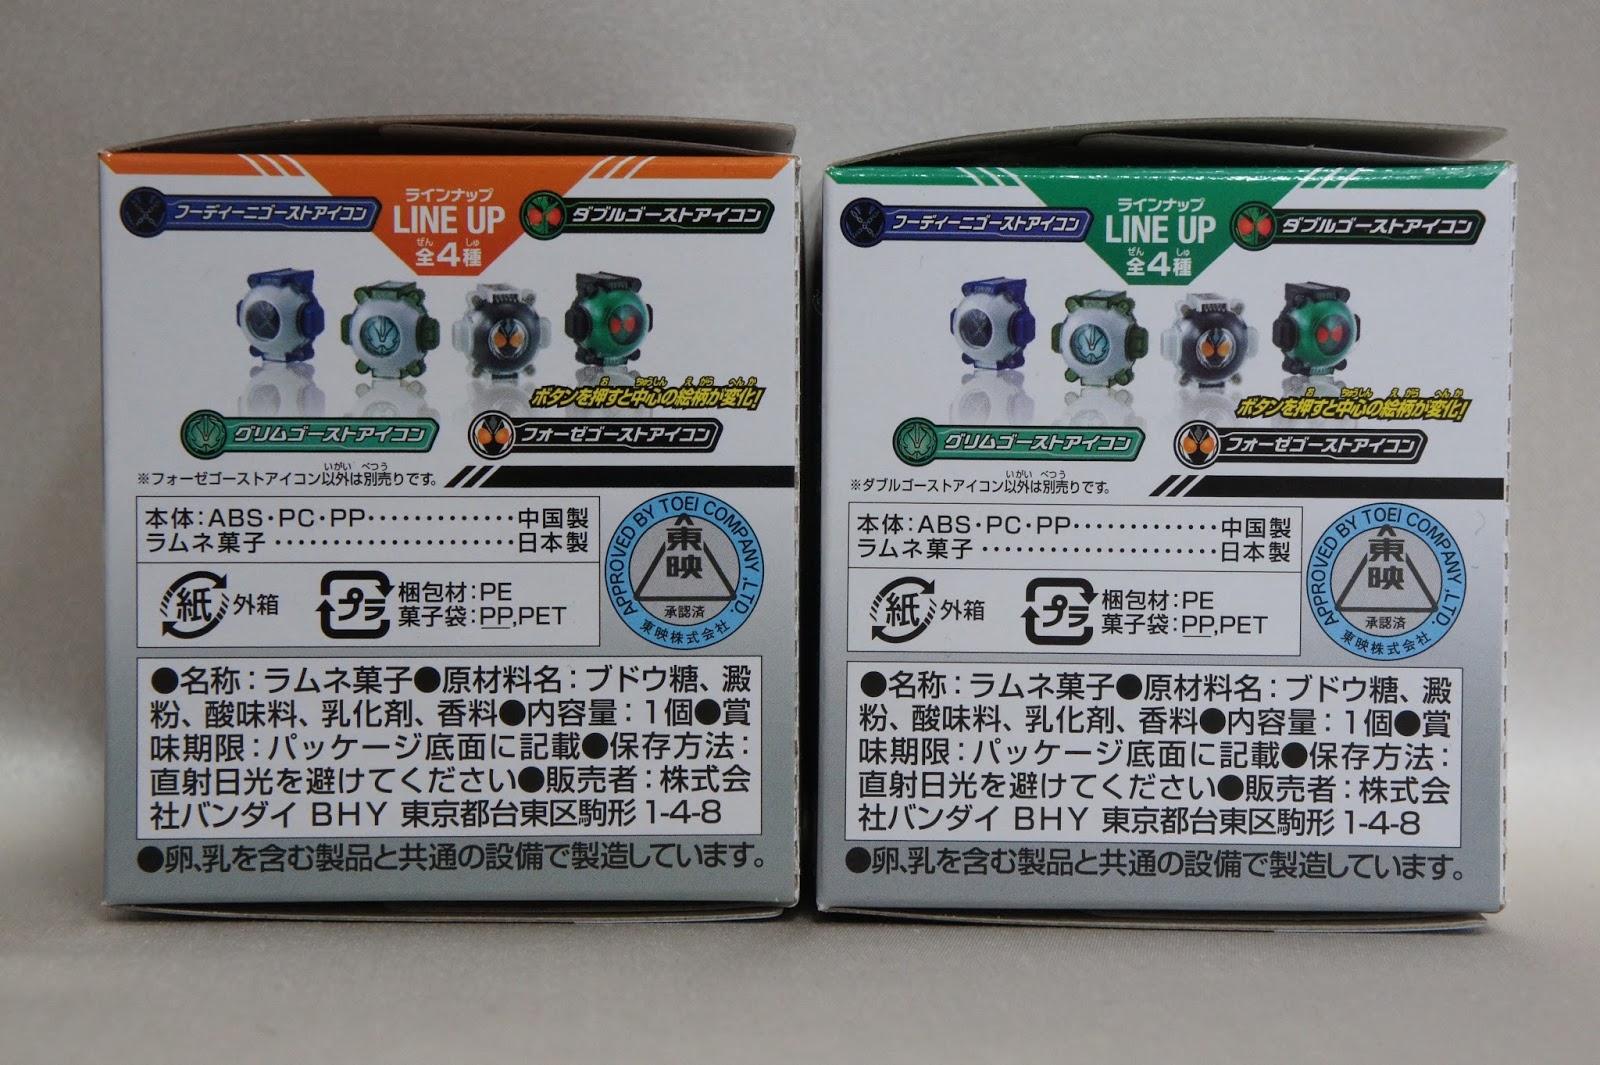 ラインナップ
LINE UP
ぜん しゅ
全4種
フーディーニゴーストアイコン
ダブルゴーストアイコン
お ちゅうしん えがら へんか
ボタンを押すと中心の絵柄が変化!
グリムゴーストアイコン
フォーゼゴーストアイコン
いがい べつう
※フォーゼゴーストアイコン以外は別売りです。
本体:ABS・PC・PP・・・・・・・・・・・・・中国製
ラムネ菓子・・・・・・・・・・・・・・・・・・・・・・日本製
紙 外箱
プラ 梱包材:PE
菓子袋:PP,PET
APPROVED BY TOEI COMPANY ,LTD.
東映
承認済
東映株式会社
●名称:ラムネ菓子●原材料名:ブドウ糖、澱
粉、酸味料、乳化剤、香料●内容量:1個●賞
味期限:パッケージ底面に記載●保存方法:
直射日光を避けてください●販売者:株式会
社バンダイ BHY 東京都台東区駒形 1-4-8
●卵、乳を含む製品と共通の設備で製造しています。
ラインナップ
LINE UP
ぜん しゅ
全4種
フーディーニゴーストアイコン
ダブルゴーストアイコン
お ちゅうしん えがら へんか
ボタンを押すと中心の絵柄が変化!
グリムゴーストアイコン
フォーゼゴーストアイコン
いがい べつう
※ダブルゴーストアイコン以外は別売りです。
本体:ABS・PC・PP・・・・・・・・・・・・・中国製
ラムネ菓子・・・・・・・・・・・・・・・・・・・・・・日本製
紙 外箱
プラ 梱包材:PE
菓子袋:PP,PET
APPROVED BY TOEI COMPANY ,LTD.
東映
承認済
東映株式会社
●名称:ラムネ菓子●原材料名:ブドウ糖、澱
粉、酸味料、乳化剤、香料●内容量:1個●賞
味期限:パッケージ底面に記載●保存方法:
直射日光を避けてください●販売者:株式会
社バンダイ BHY 東京都台東区駒形 1-4-8
●卵、乳を含む製品と共通の設備で製造しています。